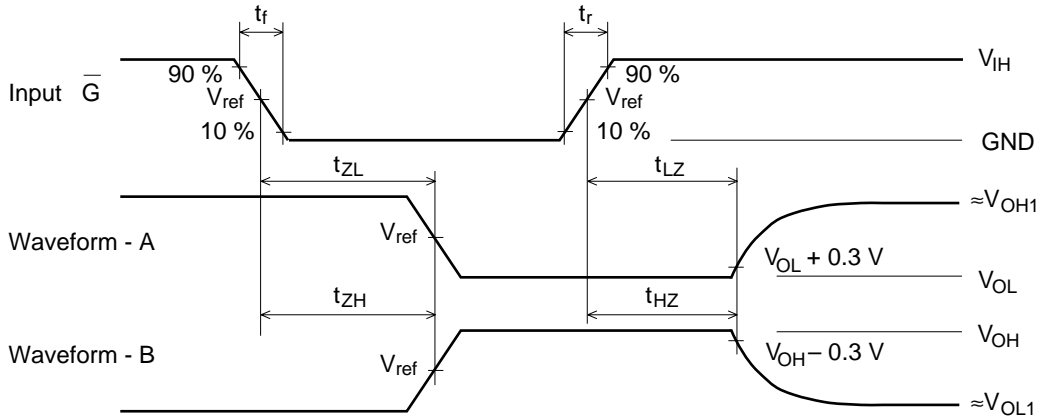 tf
tr
90 %
90 %
VIH
Input G̅
Vref
Vref
10 %
10 %
GND
tZL
tLZ
≈VOH1
Vref
Waveform - A
VOL + 0.3 V
VOL
tZH
tHZ
VOH
VOH – 0.3 V
Waveform - B
Vref
≈VOL1